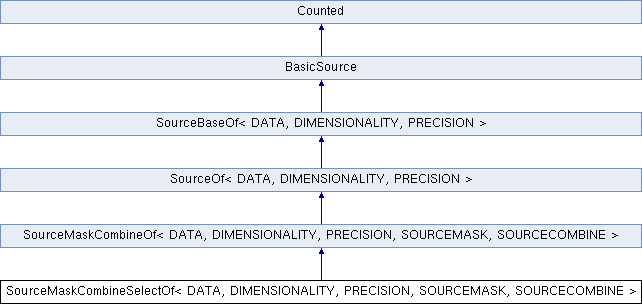 Counted
BasicSource
SourceBaseOf< DATA, DIMENSIONALITY, PRECISION >
SourceOf< DATA, DIMENSIONALITY, PRECISION >
SourceMaskCombineOf< DATA, DIMENSIONALITY, PRECISION, SOURCEMASK, SOURCECOMBINE >
SourceMaskCombineSelectOf< DATA, DIMENSIONALITY, PRECISION, SOURCEMASK, SOURCECOMBINE >